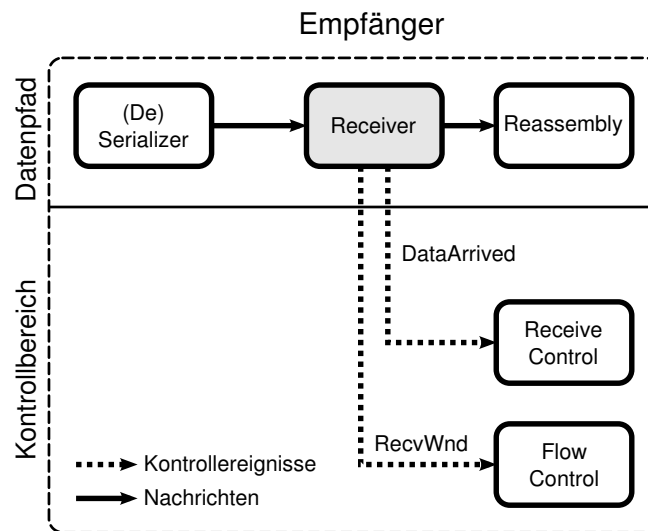 Empfänger
Datenpfad
(De)
Serializer
Receiver
Reassembly
Kontrollbereich
DataArrived
Receive
Control
RecvWnd
Flow
Control
Kontrollereignisse
Nachrichten